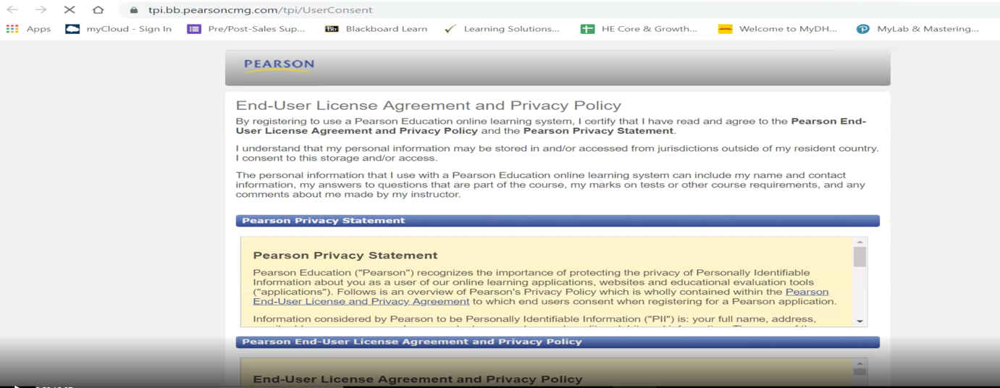 tpi.bb.pearsoncmg.com/tpi/UserConsent
Apps myCloud - Sign In Pre/Post-Sales Sup... Bb Blackboard Learn Learning Solutions... HE Core & Growth... Welcome to MyDH... MyLab & Mastering...
PEARSON
End-User License Agreement and Privacy Policy
By registering to use a Pearson Education online learning system, I certify that I have read and agree to the Pearson End-
User License Agreement and Privacy Policy and the Pearson Privacy Statement.
I understand that my personal information may be stored in and/or accessed from jurisdictions outside of my resident country.
I consent to this storage and/or access.
The personal information that I use with a Pearson Education online learning system can include my name and contact
information, my answers to questions that are part of the course, my marks on tests or other course requirements, and any
comments about me made by my instructor.
Pearson Privacy Statement
Pearson Privacy Statement
Pearson Education ("Pearson") recognizes the importance of protecting the privacy of Personally Identifiable
Information about you as a user of our online learning applications, websites and educational evaluation tools
("applications"). Follows is an overview of Pearson's Privacy Policy which is wholly contained within the Pearson
End-User License and Privacy Agreement to which end users consent when registering for a Pearson application.
Information considered by Pearson to be Personally Identifiable Information ("PII") is: your full name, address,
Pearson End-User License Agreement and Privacy Policy
End-User License Agreement and Privacy Policy